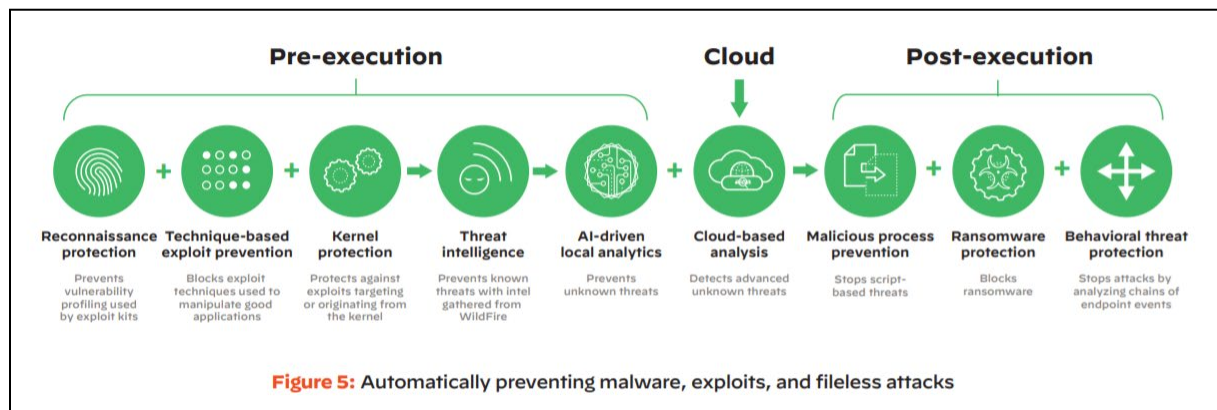 Pre-execution
Cloud
Post-execution
Reconnaissance
protection
Prevents
vulnerability
profiling used
by exploit kits
Technique-based
exploit prevention
Blocks exploit
techniques used to
manipulate good
applications
Kernel
protection
Protects against
exploits targeting
or originating from
the kernel
Threat
intelligence
Prevents known
threats with intel
gathered from
WildFire
AI-driven
local analytics
Prevents
unknown threats
Cloud-based
analysis
Detects advanced
unknown threats
Malicious process
prevention
Stops script-
based threats
Ransomware
protection
Blocks
ransomware
Behavioral threat
protection
Stops attacks by
analyzing chains of
endpoint events
Figure 5: Automatically preventing malware, exploits, and fileless attacks